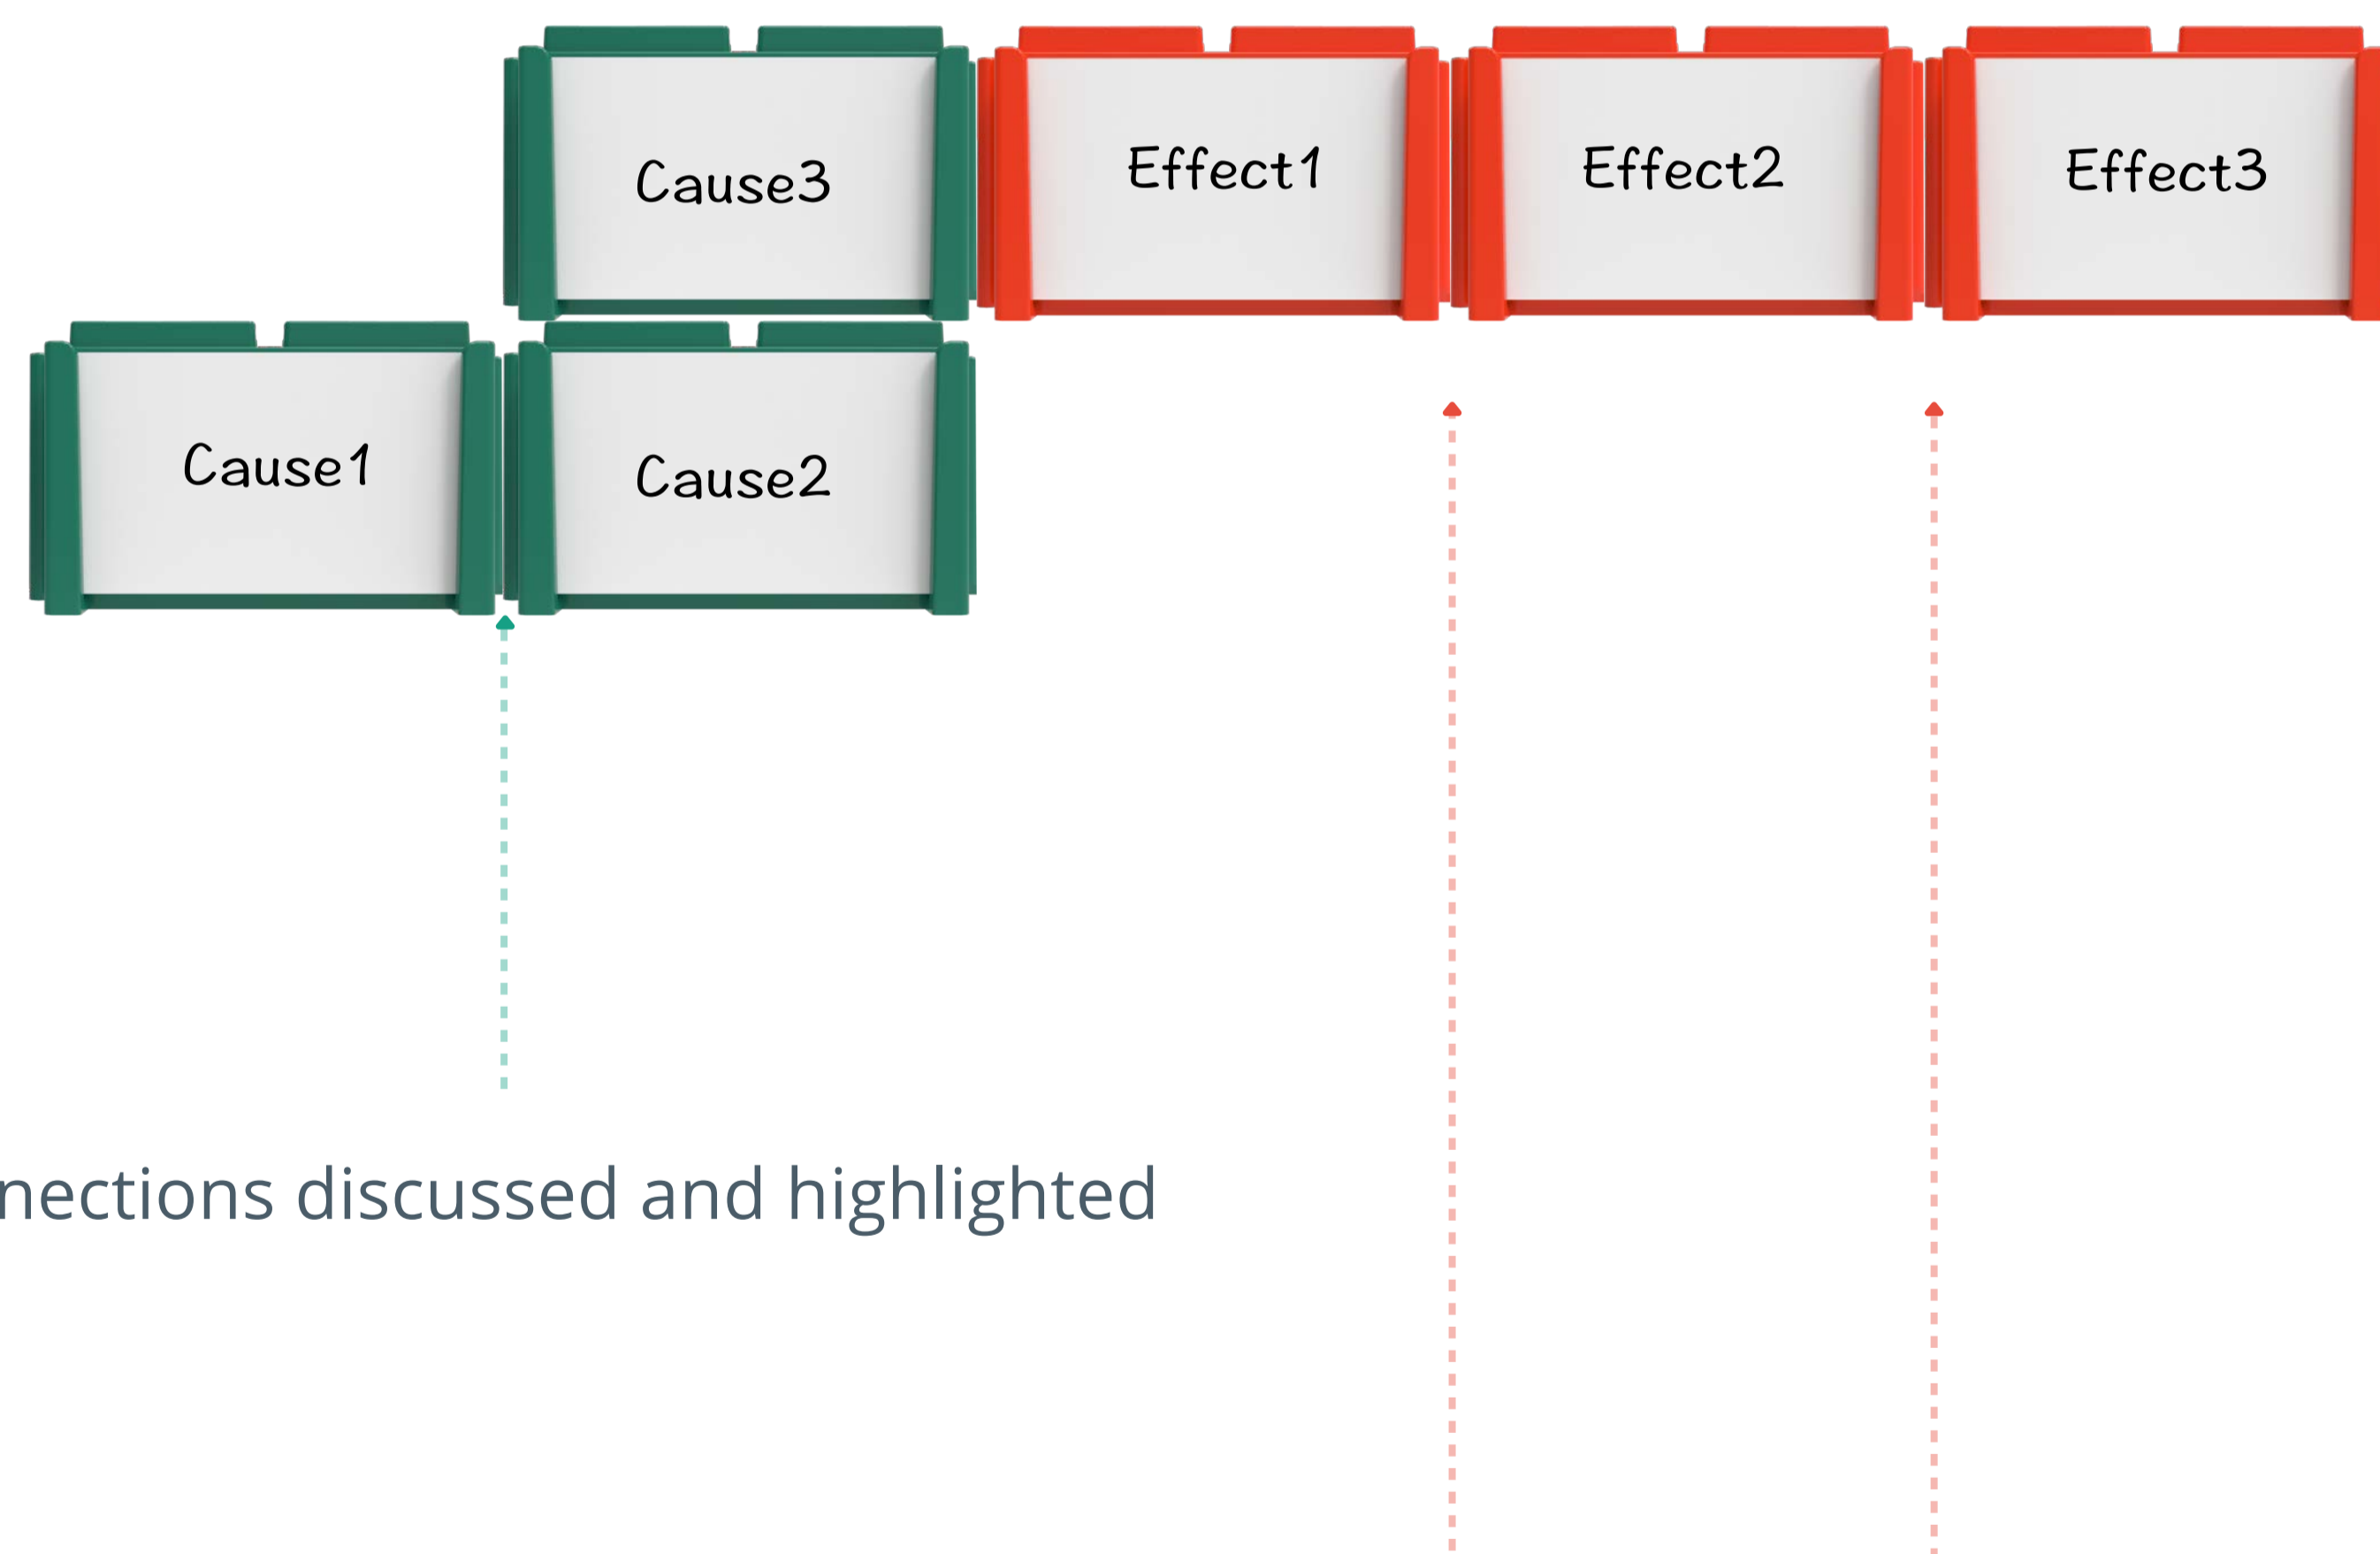 Cause3
Effect1
Effect2
Effect3
Cause1
Cause2
nections discussed and highlighted